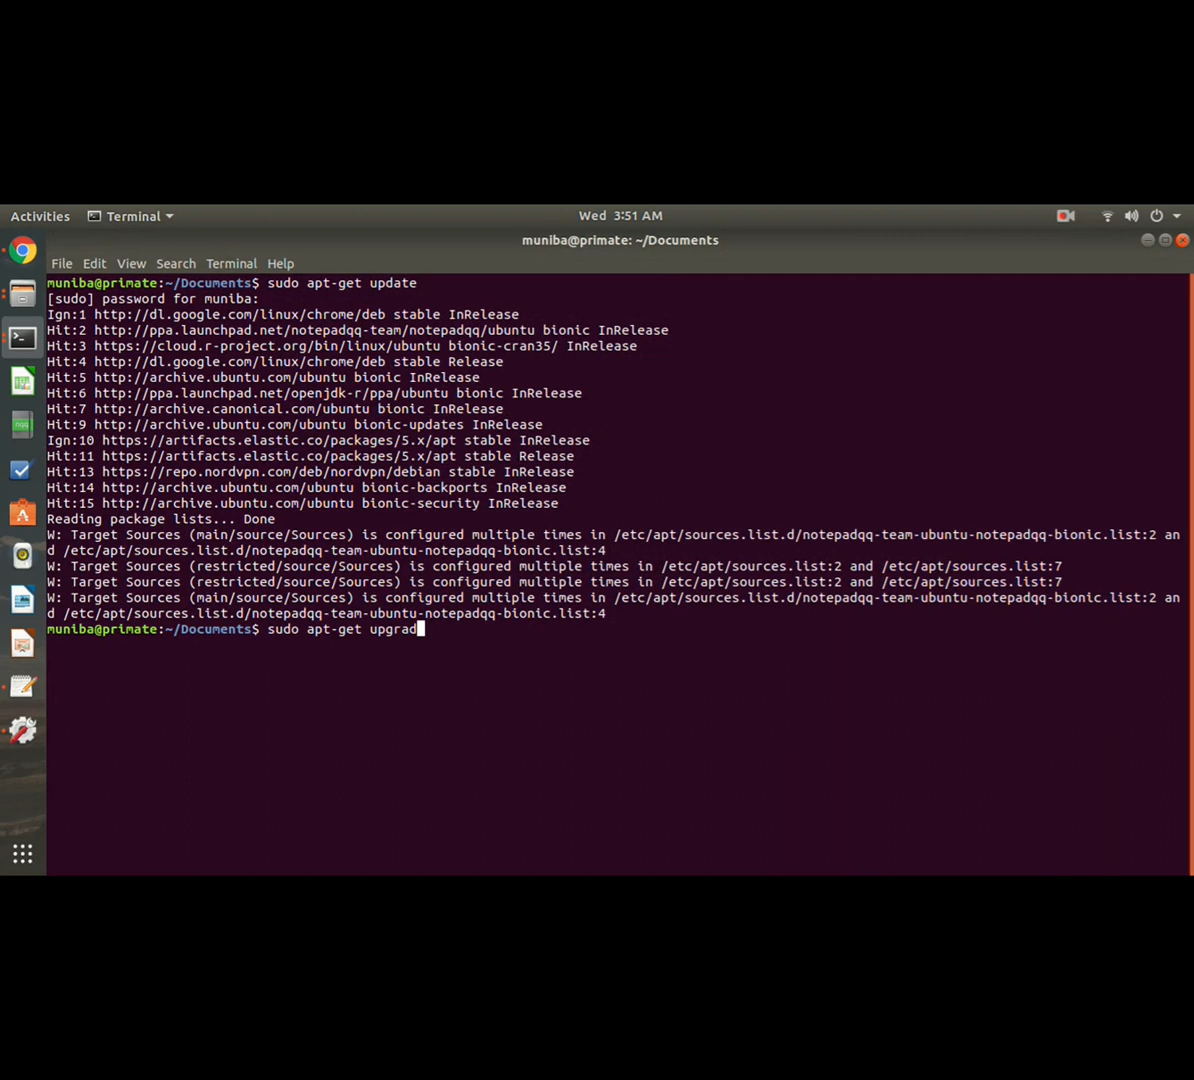 Activities Terminal Wed 3:51 AM
muniba@primate: ~/Documents
File Edit View Search Terminal Help
muniba@primate:~/Documents$ sudo apt-get update
[sudo] password for muniba:
Ign:1 http://dl.google.com/linux/chrome/deb stable InRelease
Hit:2 http://ppa.launchpad.net/notepadqq-team/notepadqq/ubuntu bionic InRelease
Hit:3 https://cloud.r-project.org/bin/linux/ubuntu bionic-cran35/ InRelease
Hit:4 http://dl.google.com/linux/chrome/deb stable Release
Hit:5 http://archive.ubuntu.com/ubuntu bionic InRelease
Hit:6 http://ppa.launchpad.net/openjdk-r/ppa/ubuntu bionic InRelease
Hit:7 http://archive.canonical.com/ubuntu bionic InRelease
Hit:9 http://archive.ubuntu.com/ubuntu bionic-updates InRelease
Ign:10 https://artifacts.elastic.co/packages/5.x/apt stable InRelease
Hit:11 https://artifacts.elastic.co/packages/5.x/apt stable Release
Hit:13 https://repo.nordvpn.com/deb/nordvpn/debian stable InRelease
Hit:14 http://archive.ubuntu.com/ubuntu bionic-backports InRelease
Hit:15 http://archive.ubuntu.com/ubuntu bionic-security InRelease
Reading package lists... Done
W: Target Sources (main/source/Sources) is configured multiple times in /etc/apt/sources.list.d/notepadqq-team-ubuntu-notepadqq-bionic.list:2 an
d /etc/apt/sources.list.d/notepadqq-team-ubuntu-notepadqq-bionic.list:4
W: Target Sources (restricted/source/Sources) is configured multiple times in /etc/apt/sources.list:2 and /etc/apt/sources.list:7
W: Target Sources (restricted/source/Sources) is configured multiple times in /etc/apt/sources.list:2 and /etc/apt/sources.list:7
W: Target Sources (main/source/Sources) is configured multiple times in /etc/apt/sources.list.d/notepadqq-team-ubuntu-notepadqq-bionic.list:2 an
d /etc/apt/sources.list.d/notepadqq-team-ubuntu-notepadqq-bionic.list:4
muniba@primate:~/Documents$ sudo apt-get upgrad
nqq